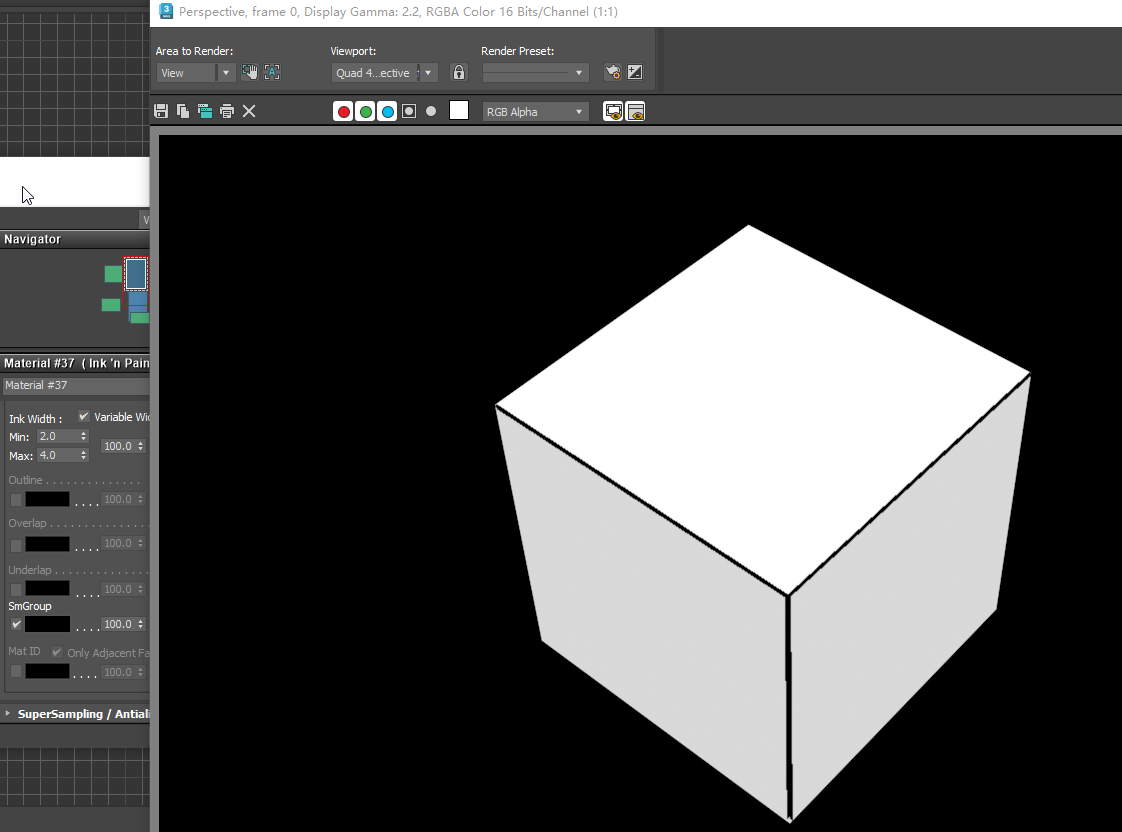 Perspective, frame 0, Display Gamma: 2.2, RGBA Color 16 Bits/Channel (1:1)
Area to Render:
Viewport:
Render Preset:
View
Quad 4...ective
RGB Alpha
V
Navigator
Material #37 ( Ink 'n Pain
Material #37
Ink Width :
Variable Wid
Min:
2.0
100.0
Max:
4.0
Outline . . . . . . . . . . . . .
. . . . 100.0
Overlap . . . . . . . . . . . . .
. . . . 100.0
Underlap . . . . . . . . . . . . .
. . . . 100.0
SmGroup
. . . . 100.0
Mat ID
Only Adjacent Fa
. . . . 100.0
SuperSampling / Antiali